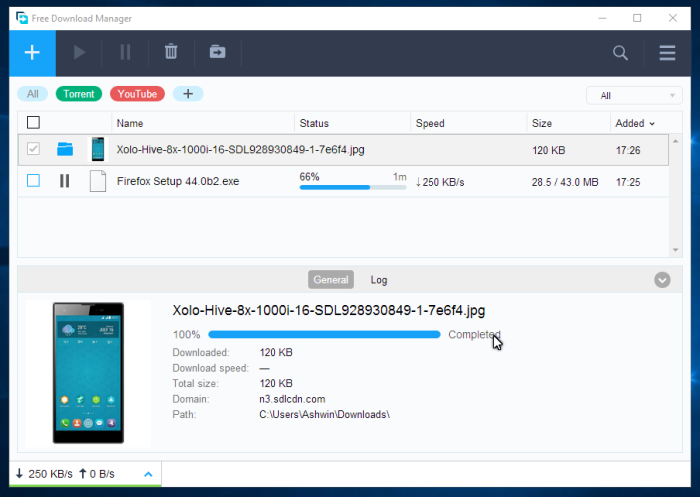 Free Download Manager
All Torrent YouTube +
All
Name Status Speed Size Added
Xolo-Hive-8x-1000i-16-SDL928930849-1-7e6f4.jpg 120 KB 17:26
Firefox Setup 44.0b2.exe 66% 1m ↓250 KB/s 28.5 / 43.0 MB 17:25
General Log
Xolo-Hive-8x-1000i-16-SDL928930849-1-7e6f4.jpg
100% Completed
Downloaded: 120 KB
Download speed: —
Total size: 120 KB
Domain: n3.sdlcdn.com
Path: C:\Users\Ashwin\Downloads\
↓ 250 KB/s ↑ 0 B/s